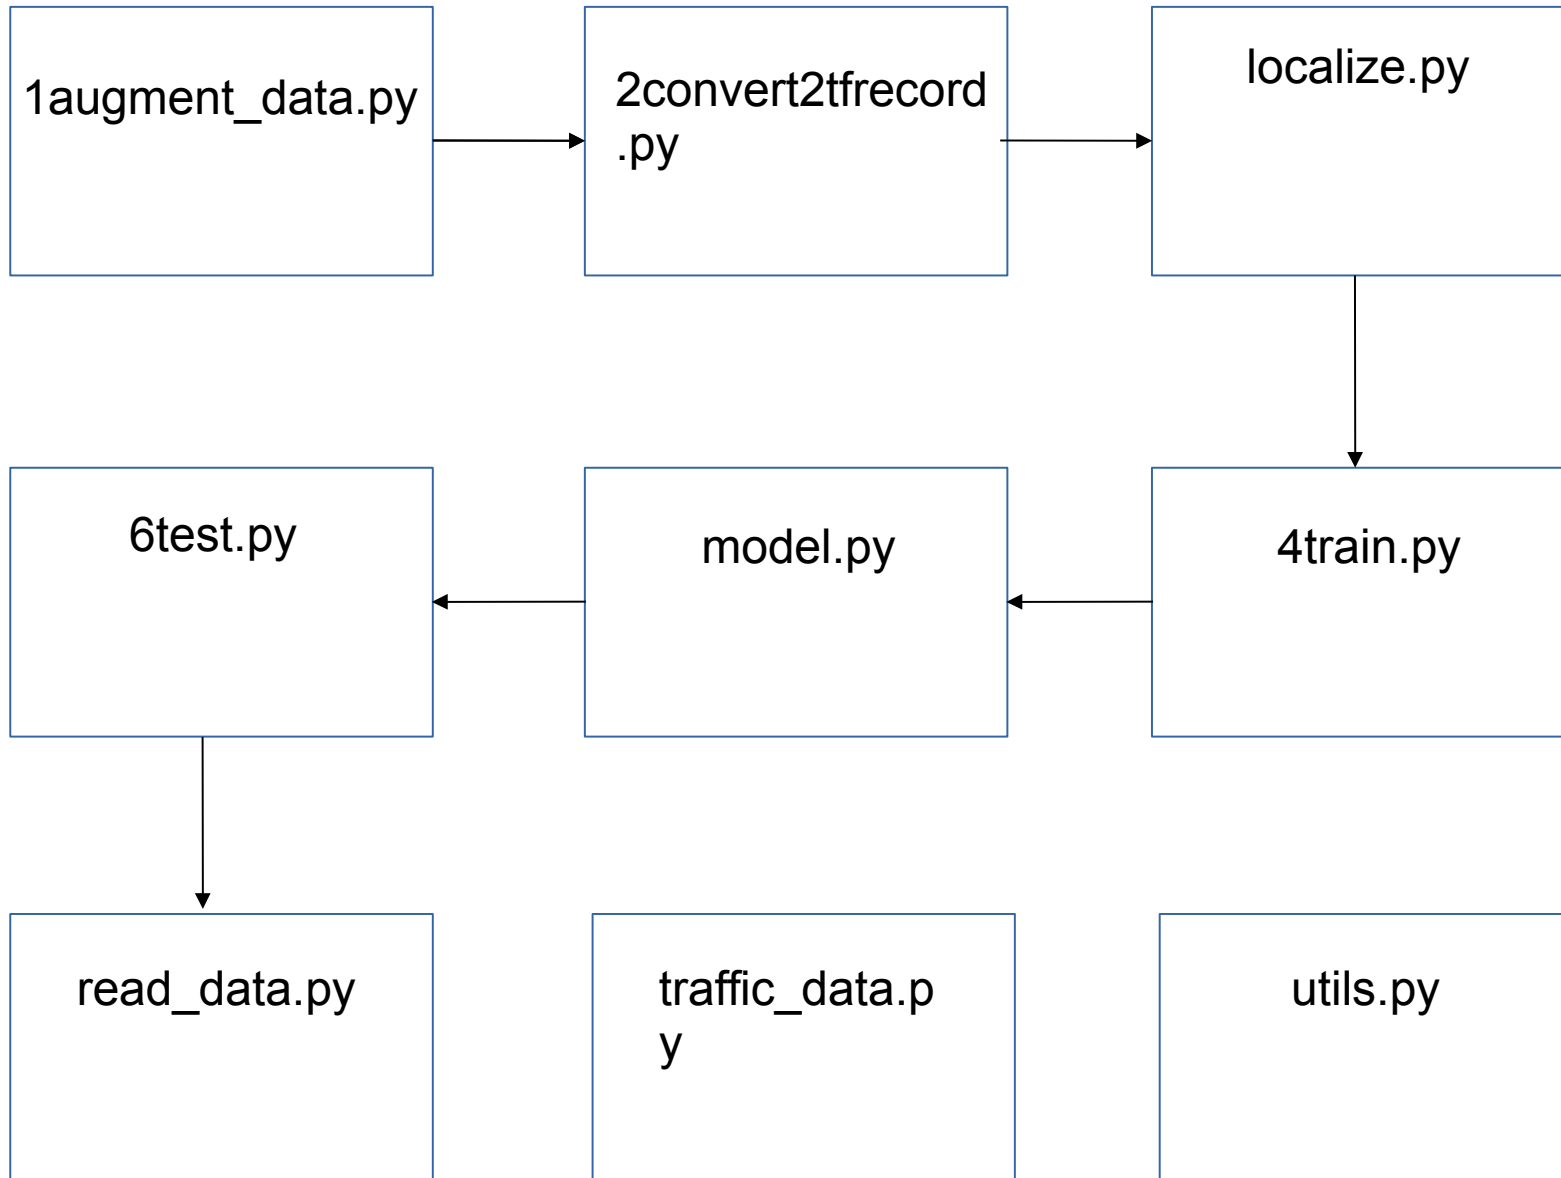 1augment_data.py
2convert2tfrecord
.py
localize.py
6test.py
model.py
4train.py
read_data.py
traffic_data.p
y
utils.py